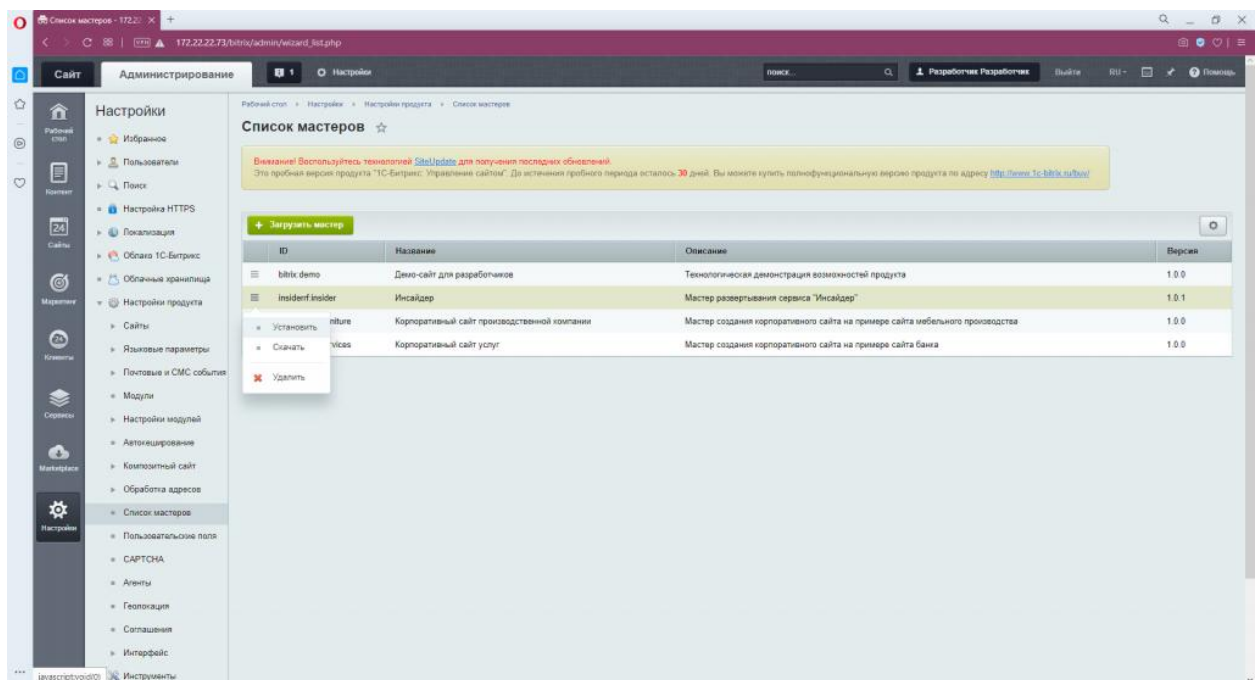 Список мастеров - 172.22
172.22.22.73/bitrix/admin/wizard_list.php
VPN
Сайт
Администрирование
1
Настройки
поиск...
Разработчик Разработчик
Выйти
RU
Помощь
Рабочий стол
Контент
24
Сайты
Маркетинг
24
Клиенты
Сервисы
Marketplace
Настройки
Настройки
Избранное
Пользователи
Поиск
Настройка HTTPS
Локализация
Облако 1С-Битрикс
Облачные хранилища
Настройки продукта
Сайты
Языковые параметры
Почтовые и СМС события
Модули
Настройки модулей
Автокеширование
Композитный сайт
Обработка адресов
Список мастеров
Пользовательские поля
CAPTCHA
Агенты
Геолокация
Соглашения
Интерфейс
Инструменты
Рабочий стол Настройки Настройки продукта Список мастеров
Список мастеров
Внимание! Воспользуйтесь технологией SiteUpdate для получения последних обновлений.
Это пробная версия продукта "1С-Битрикс: Управление сайтом". До истечения пробного периода осталось 30 дней. Вы можете купить полнофункциональную версию продукта по адресу http://www.1c-bitrix.ru/buy/
+ Загрузить мастер
ID Название Описание Версия
bitrix:demo Демо-сайт для разработчиков Технологическая демонстрация возможностей продукта 1.0.0
insiderrf:insider Инсайдер Мастер развертывания сервиса "Инсайдер" 1.0.1
niture Корпоративный сайт производственной компании Мастер создания корпоративного сайта на примере сайта мебельного производства 1.0.0
vices Корпоративный сайт услуг Мастер создания корпоративного сайта на примере сайта банка 1.0.0
Установить
Скачать
Удалить
javascript:void(0)